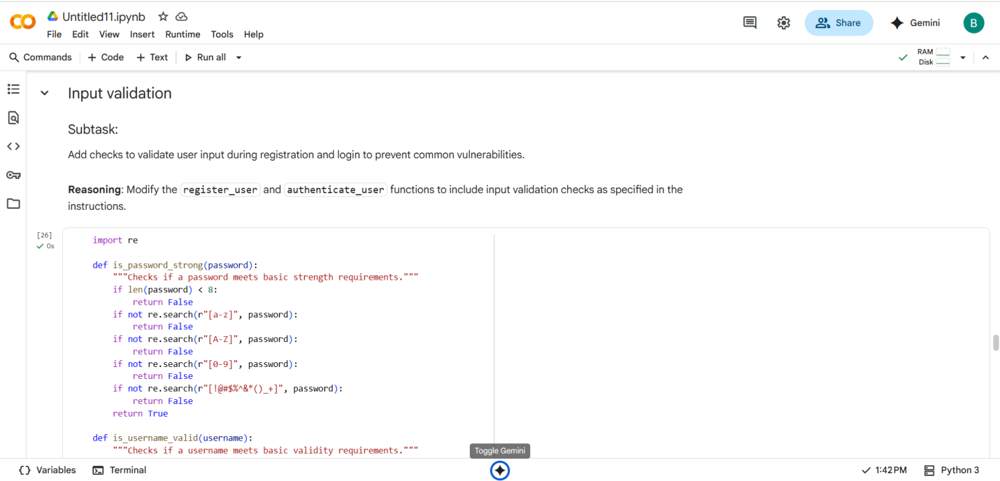 Untitled11.ipynb
File Edit View Insert Runtime Tools Help
Share
Gemini
B
Commands + Code + Text Run all
RAM
Disk
Input validation
Subtask:
Add checks to validate user input during registration and login to prevent common vulnerabilities.
Reasoning: Modify the register_user and authenticate_user functions to include input validation checks as specified in the
instructions.
[26]
0s
import re
def is_password_strong(password):
"""Checks if a password meets basic strength requirements."""
if len(password) < 8:
return False
if not re.search(r"[a-z]", password):
return False
if not re.search(r"[A-Z]", password):
return False
if not re.search(r"[0-9]", password):
return False
if not re.search(r"[!@#$%^&*()_+]", password):
return False
return True
def is_username_valid(username):
"""Checks if a username meets basic validity requirements."""
Toggle Gemini
{} Variables Terminal
1:42 PM Python 3